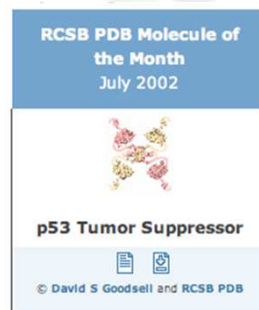 RCSB PDB Molecule of
the Month
July 2002
p53 Tumor Suppressor
© David S Goodsell and RCSB PDB